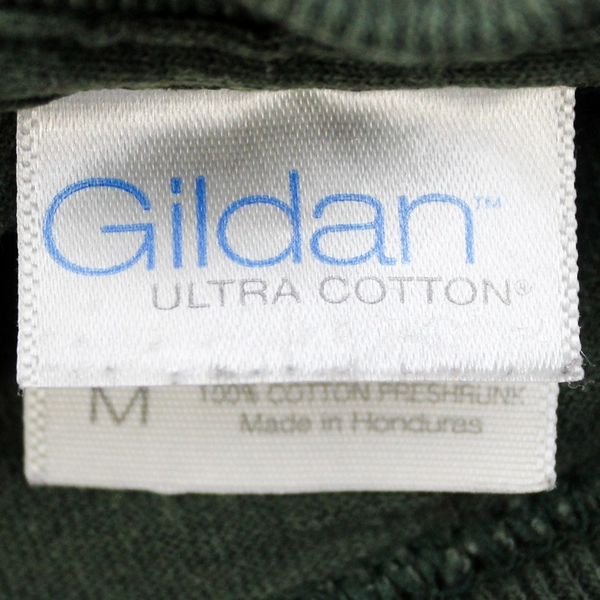 Gildan™
ULTRA COTTON®
M
100% COTTON PRESHRUNK
Made in Honduras